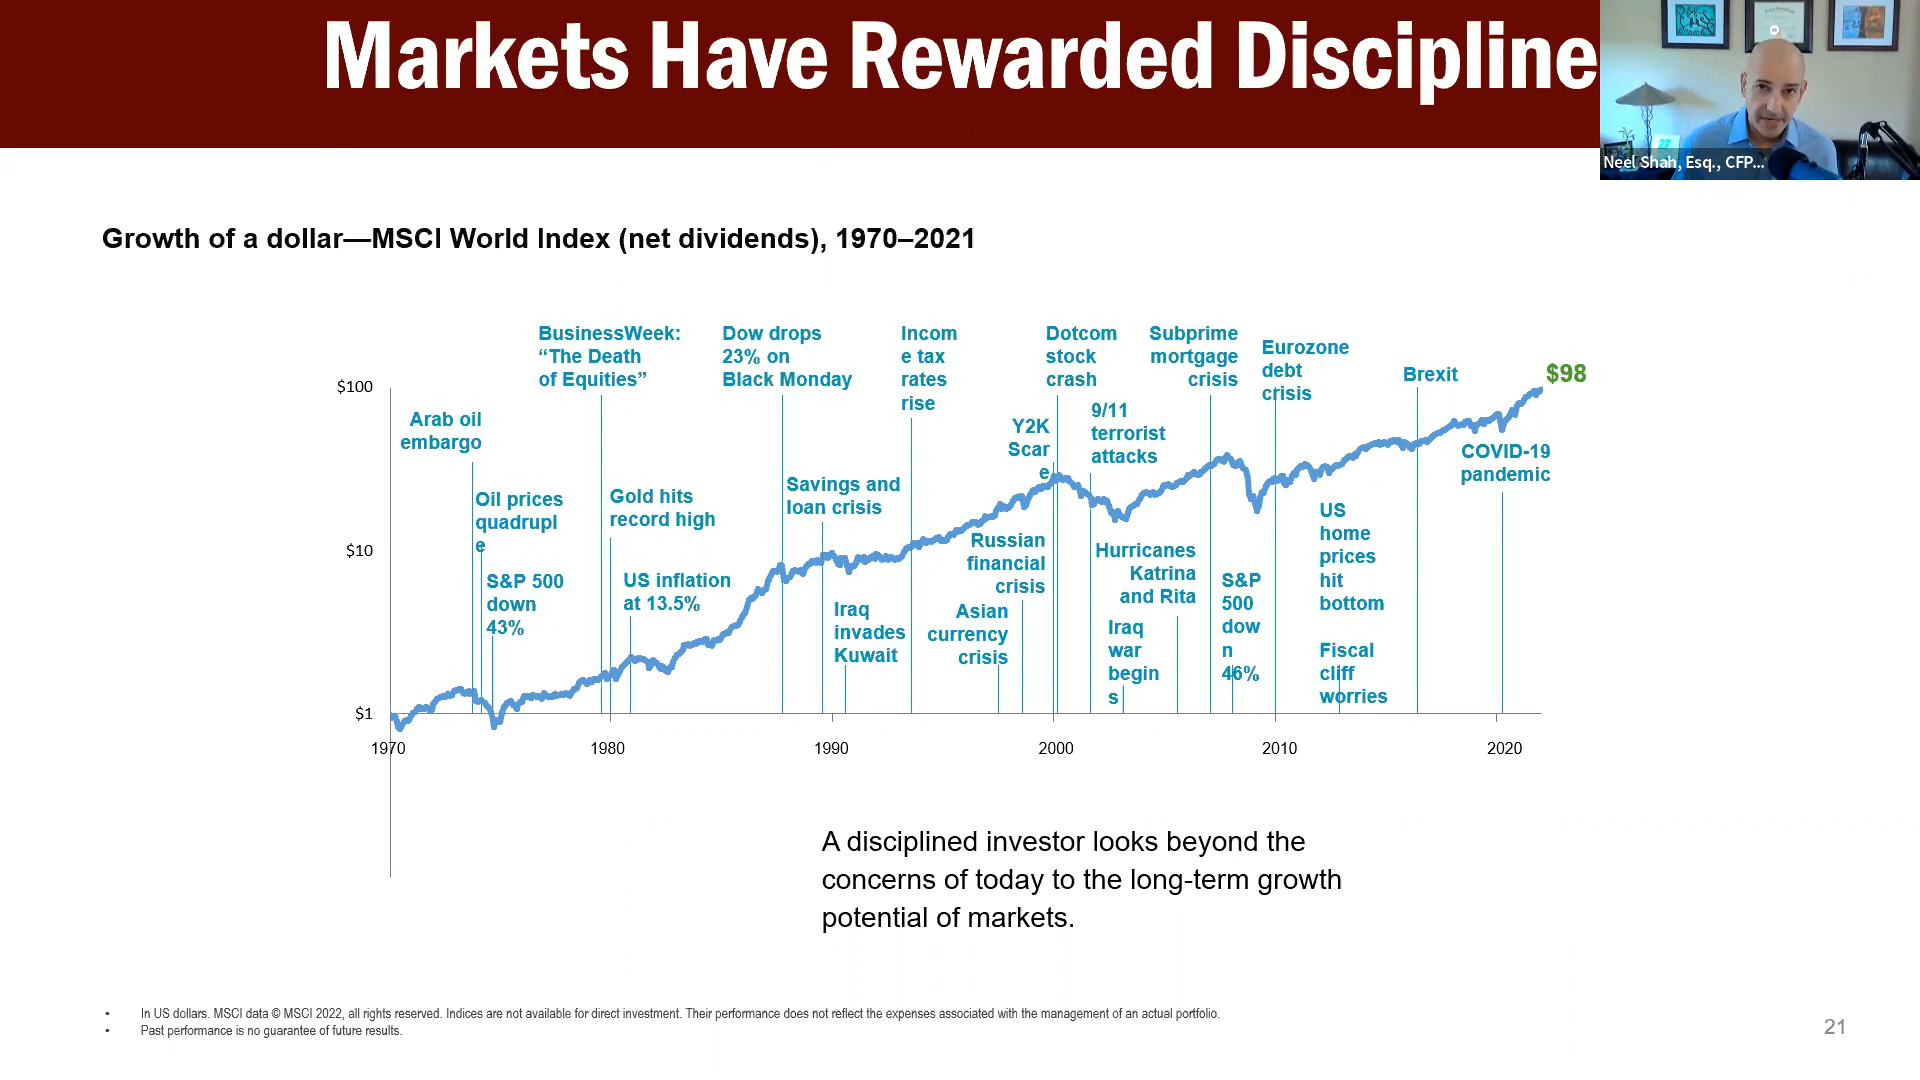 Markets Have Rewarded Discipline
Neel Shah, Esq., CFP...
Growth of a dollar—MSCI World Index (net dividends), 1970–2021
BusinessWeek:
“The Death
of Equities”
Dow drops
23% on
Black Monday
Incom
e tax
rates
rise
Dotcom
stock
crash
Subprime
mortgage
crisis
Eurozone
debt
crisis
Brexit
$98
$100
Arab oil
embargo
Y2K
Scar
e
9/11
terrorist
attacks
COVID-19
pandemic
Oil prices
quadrupl
e
Gold hits
record high
Savings and
loan crisis
US
home
prices
hit
bottom
$10
Russian
financial
crisis
Hurricanes
Katrina
and Rita
S&P 500
down
43%
US inflation
at 13.5%
S&P
500
dow
n
46%
Iraq
invades
Kuwait
Asian
currency
crisis
Iraq
war
begin
s
Fiscal
cliff
worries
$1
1970
1980
1990
2000
2010
2020
A disciplined investor looks beyond the
concerns of today to the long-term growth
potential of markets.
• In US dollars. MSCI data © MSCI 2022, all rights reserved. Indices are not available for direct investment. Their performance does not reflect the expenses associated with the management of an actual portfolio.
• Past performance is no guarantee of future results.
21